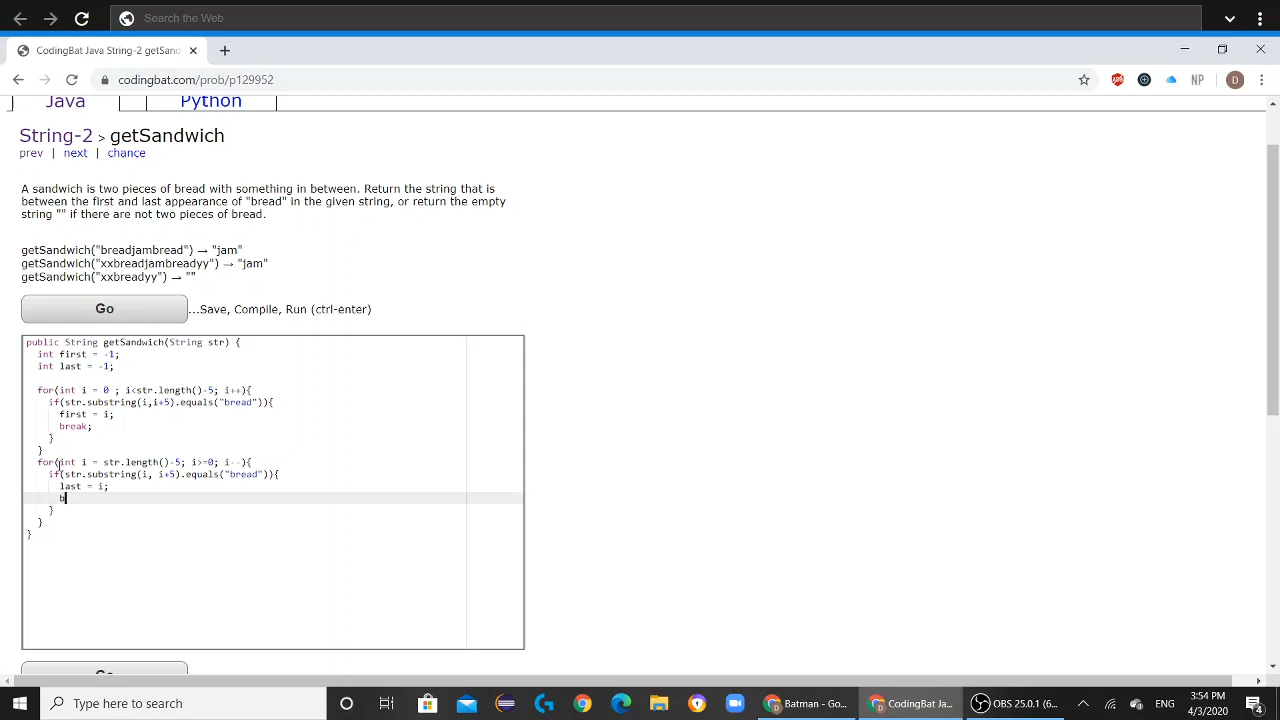 Search the Web
CodingBat Java String-2 getSand
codingbat.com/prob/p129952
ABP
NP
D
Java
Python
String-2 > getSandwich
prev | next | chance
A sandwich is two pieces of bread with something in between. Return the string that is
between the first and last appearance of "bread" in the given string, or return the empty
string "" if there are not two pieces of bread.
getSandwich("breadjambread") → "jam"
getSandwich("xxbreadjambreadyy") → "jam"
getSandwich("xxbreadyy") → ""
Go
...Save, Compile, Run (ctrl-enter)
public String getSandwich(String str) {
int first = -1;
int last = -1;
for(int i = 0 ; i<str.length()-5; i++){
if(str.substring(i,i+5).equals("bread")){
first = i;
break;
}
}
for(int i = str.length()-5; i>=0; i--){
if(str.substring(i, i+5).equals("bread")){
last = i;
b
}
}
}
Go
Type here to search
Batman - Go...
CodingBat Ja...
OBS 25.0.1 (6...
ENG
3:54 PM
4/3/2020
4